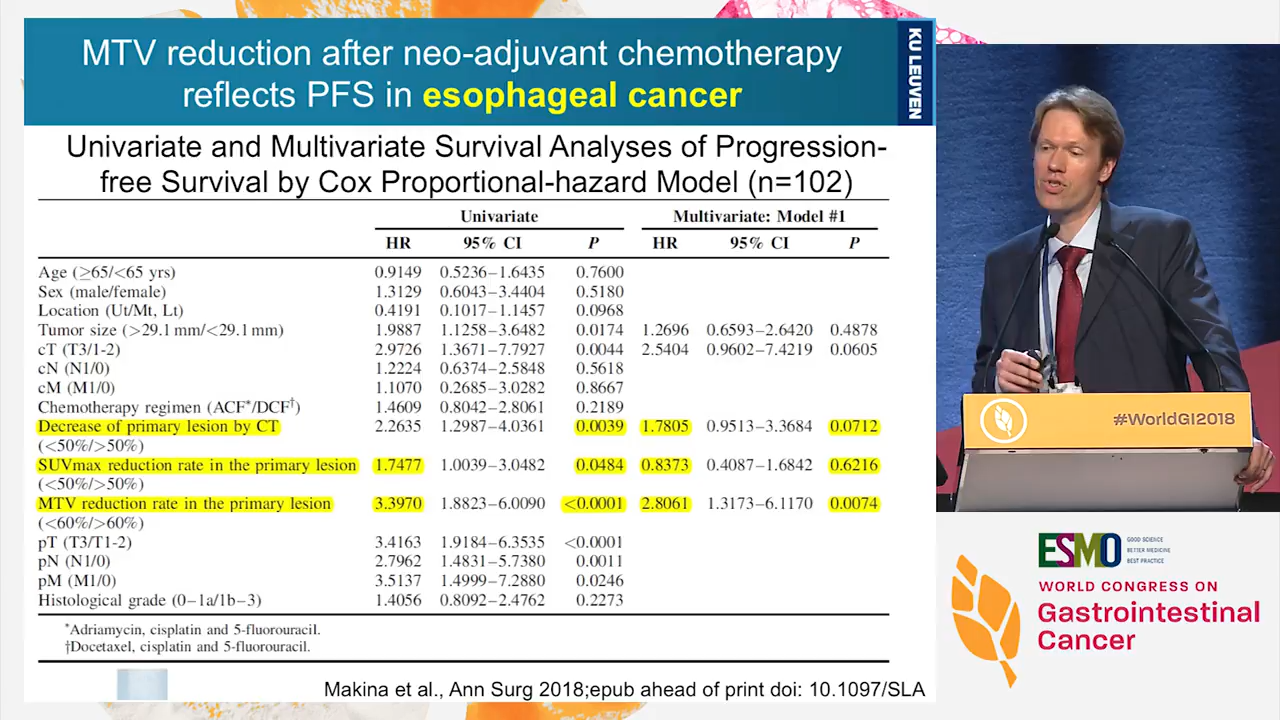 MTV reduction after neo-adjuvant chemotherapy
reflects PFS in esophageal cancer
KU LEUVEN
Univariate and Multivariate Survival Analyses of Progression-
free Survival by Cox Proportional-hazard Model (n=102)
Univariate Multivariate: Model #1
HR 95% CI P HR 95% CI P
Age (≥65/<65 yrs) 0.9149 0.5236–1.6435 0.7600
Sex (male/female) 1.3129 0.6043–3.4404 0.5180
Location (Ut/Mt, Lt) 0.4191 0.1017–1.1457 0.0968
Tumor size (>29.1 mm/<29.1 mm) 1.9887 1.1258–3.6482 0.0174 1.2696 0.6593–2.6420 0.4878
cT (T3/1-2) 2.9726 1.3671–7.7927 0.0044 2.5404 0.9602–7.4219 0.0605
cN (N1/0) 1.2224 0.6374–2.5848 0.5618
cM (M1/0) 1.1070 0.2685–3.0282 0.8667
Chemotherapy regimen (ACF*/DCF†) 1.4609 0.8042–2.8061 0.2189
Decrease of primary lesion by CT 2.2635 1.2987–4.0361 0.0039 1.7805 0.9513–3.3684 0.0712
(<50%/>50%)
SUVmax reduction rate in the primary lesion 1.7477 1.0039–3.0482 0.0484 0.8373 0.4087–1.6842 0.6216
(<50%/>50%)
MTV reduction rate in the primary lesion 3.3970 1.8823–6.0090 <0.0001 2.8061 1.3173–6.1170 0.0074
(<60%/>60%)
pT (T3/T1-2) 3.4163 1.9184–6.3535 <0.0001
pN (N1/0) 2.7962 1.4831–5.7380 0.0011
pM (M1/0) 3.5137 1.4999–7.2880 0.0246
Histological grade (0–1a/1b–3) 1.4056 0.8092–2.4762 0.2273
*Adriamycin, cisplatin and 5-fluorouracil.
†Docetaxel, cisplatin and 5-fluorouracil.
Makina et al., Ann Surg 2018;epub ahead of print doi: 10.1097/SLA
#WorldGI2018
ESMO
GOOD SCIENCE
BETTER MEDICINE
BEST PRACTICE
WORLD CONGRESS ON
Gastrointestinal
Cancer